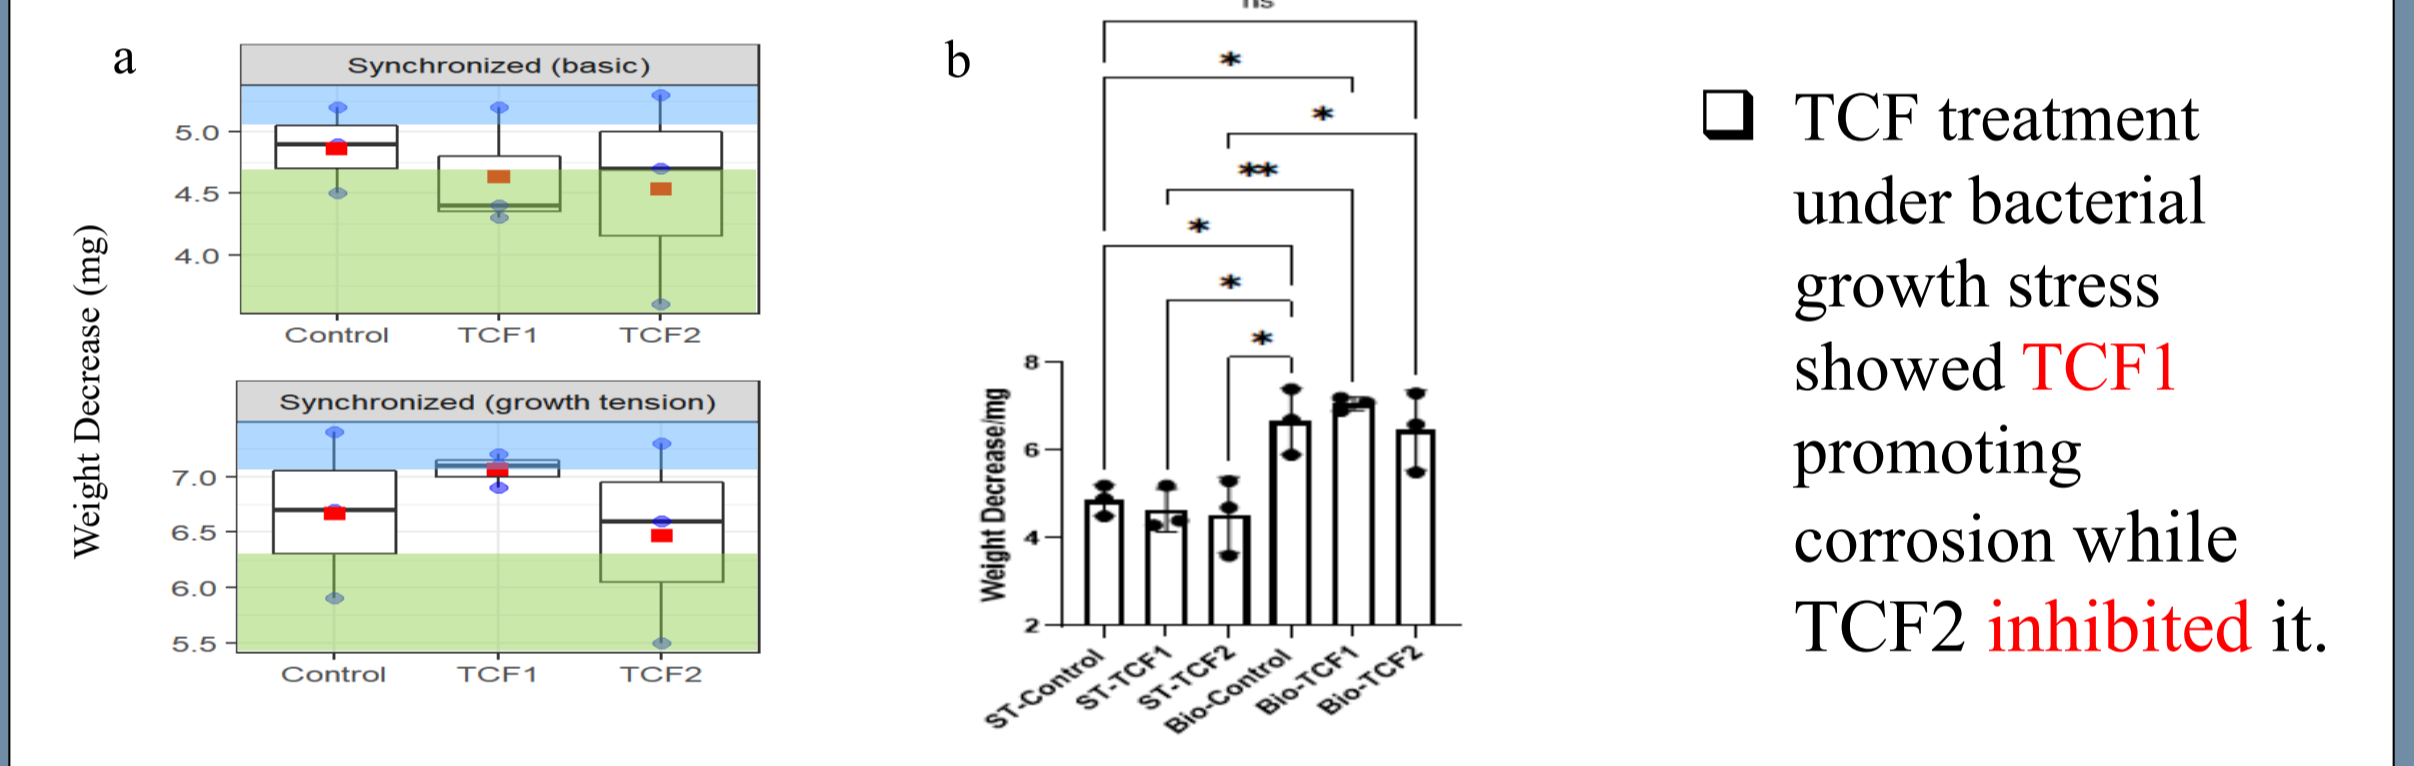 a
Synchronized (basic)
5.0
4.5
4.0
Control TCF1 TCF2
Weight Decrease (mg)
Synchronized (growth tension)
7.0
6.5
6.0
5.5
Control TCF1 TCF2
b
ns
*
*
**
*
*
*
8
6
4
2
Weight Decrease/mg
ST-Control
ST-TCF1
ST-TCF2
Bio-Control
Bio-TCF1
Bio-TCF2
TCF treatment
under bacterial
growth stress
showed TCF1
promoting
corrosion while
TCF2 inhibited it.